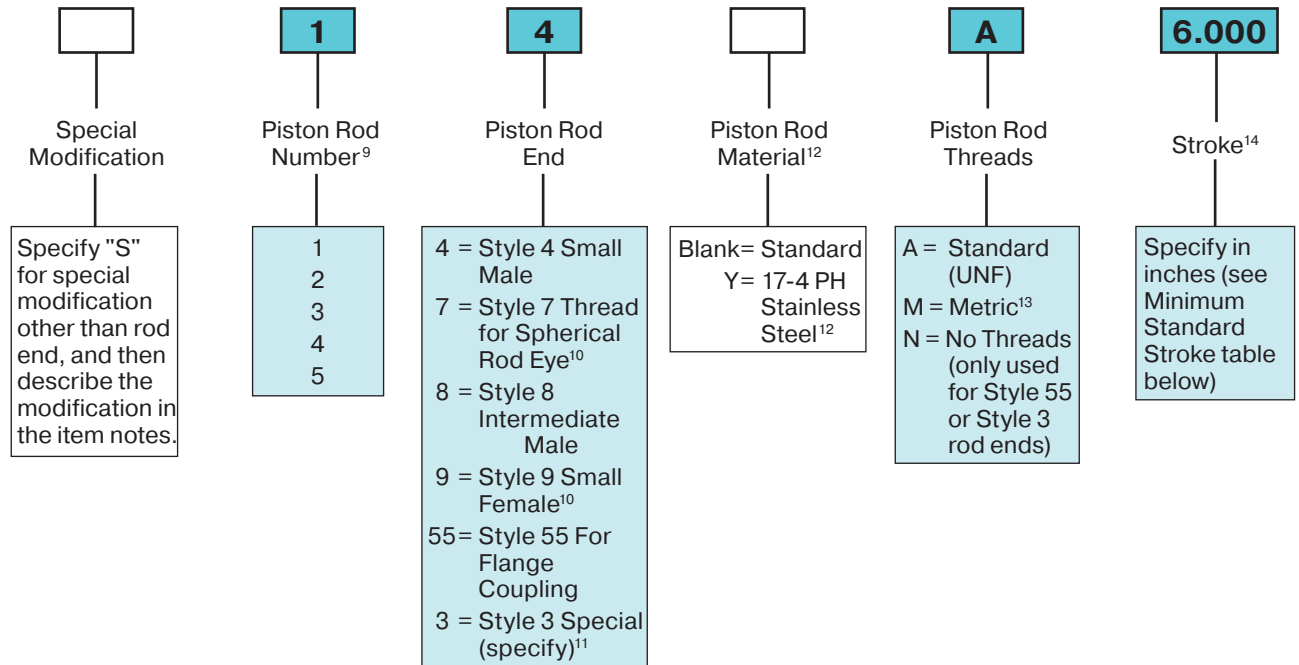 1
4
A
6.000
Special
Modification
Piston Rod
Number⁹
Piston Rod
End
Piston Rod
Material¹²
Piston Rod
Threads
Stroke¹⁴
Specify "S"
for special
modification
other than rod
end, and then
describe the
modification in
the item notes.
1
2
3
4
5
4 = Style 4 Small
Male
7 = Style 7 Thread
for Spherical
Rod Eye¹⁰
8 = Style 8
Intermediate
Male
9 = Style 9 Small
Female¹⁰
55= Style 55 For
Flange
Coupling
3 = Style 3 Special
(specify)¹¹
Blank= Standard
Y= 17-4 PH
Stainless
Steel¹²
A = Standard
(UNF)
M = Metric¹³
N = No Threads
(only used
for Style 55
or Style 3
rod ends)
Specify in
inches (see
Minimum
Standard
Stroke table
below)